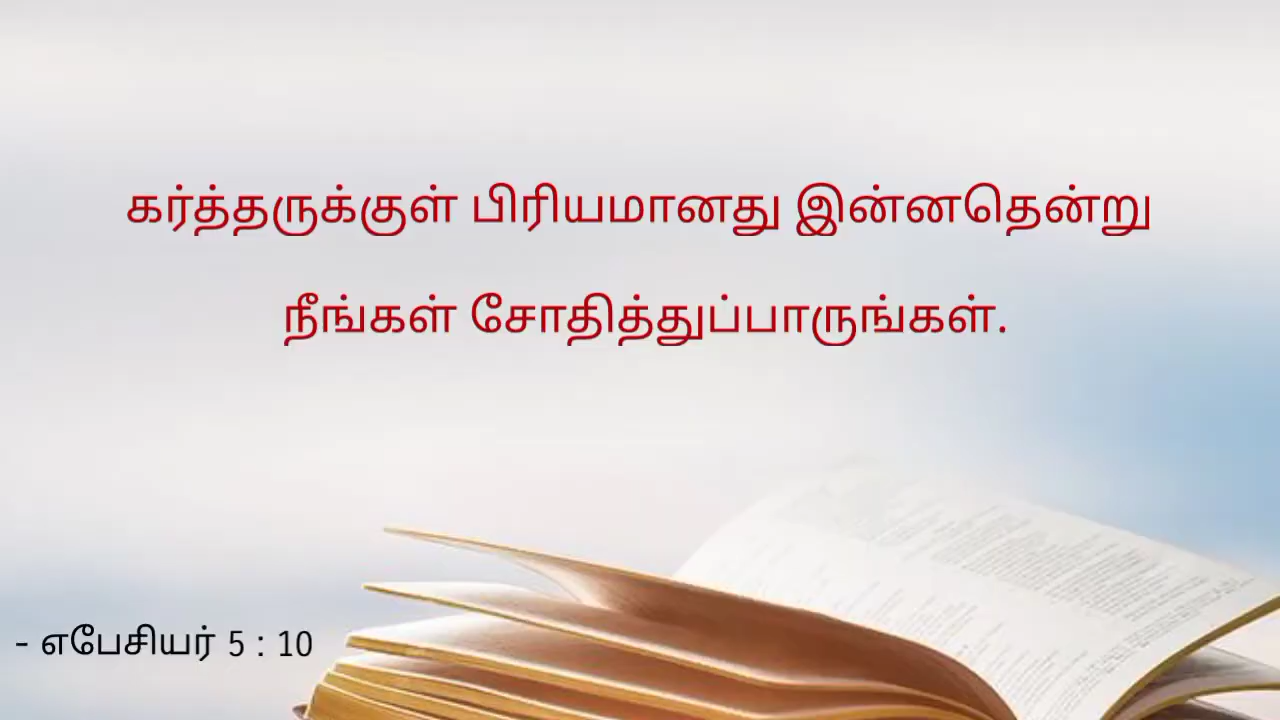 கர்த்தருக்குள் பிரியமானது இன்னதென்று
நீங்கள் சோதித்துப்பாருங்கள்.
- எபேசியர் 5 : 10